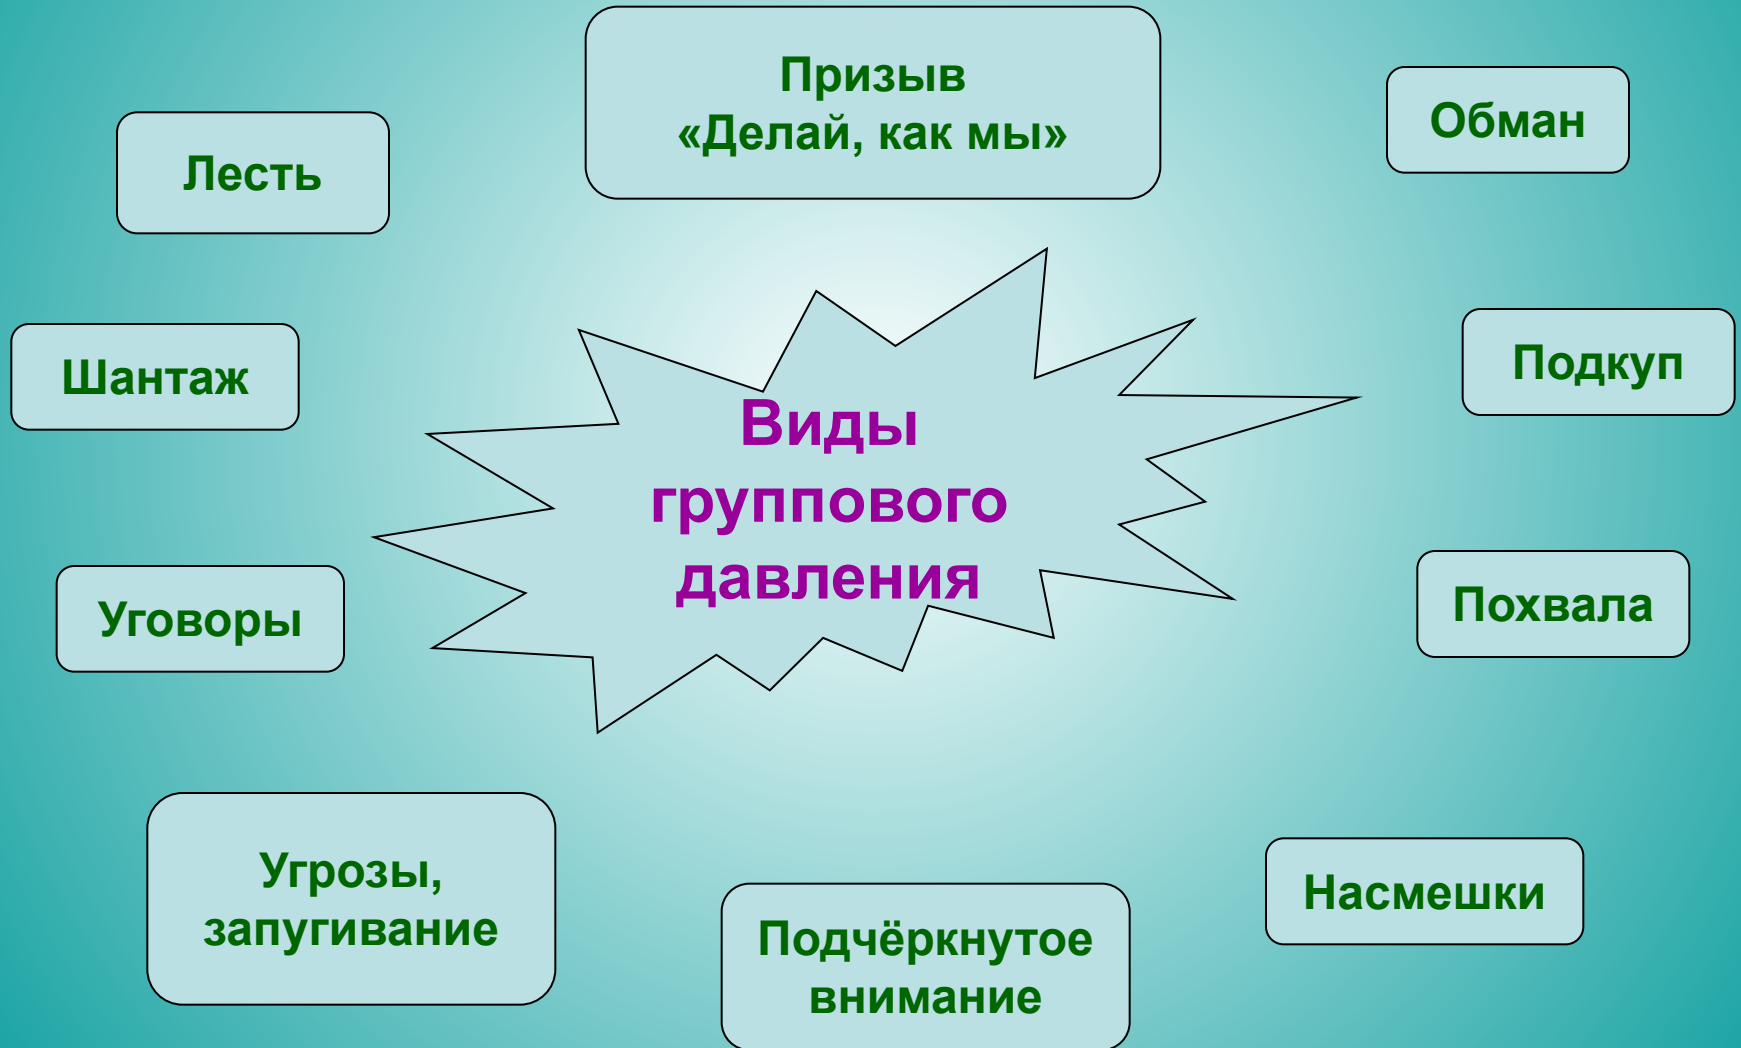 Призыв
«Делай, как мы»
Обман
Лесть
Шантаж
Подкуп
Виды
группового
давления
Уговоры
Похвала
Угрозы,
запугивание
Насмешки
Подчёркнутое
внимание